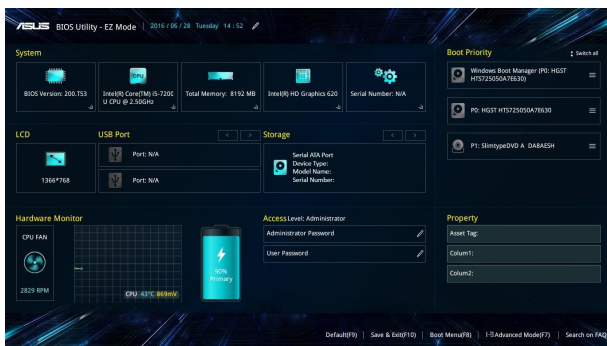 ASUS BIOS Utility - EZ Mode
2016 / 06 / 28 Tuesday 14 : 52
System
BIOS Version: 200.T53
CPU
Intel(R) Core(TM) i5-7200
U CPU @ 2.50GHz
Total Memory: 8192 MB
Intel(R) HD Graphics 620
Serial Number: N/A
Boot Priority
Switch all
Windows Boot Manager (P0: HGST
HTS725050A7E630)
P0: HGST HTS725050A7E630
P1: SlimtypeDVD A DA8AESH
LCD
1366*768
USB Port
< >
Port: N/A
Port: N/A
Storage
< >
Serial ATA Port
Device Type:
Model Name:
Serial Number:
Hardware Monitor
CPU FAN
2829 RPM
CPU 43°C 869mV
90%
Primary
Access Level: Administrator
Administrator Password
User Password
Property
Asset Tag:
Colum1:
Colum2:
Default(F9) | Save & Exit(F10) | Boot Menu(F8) | Advanced Mode(F7) | Search on FAQ